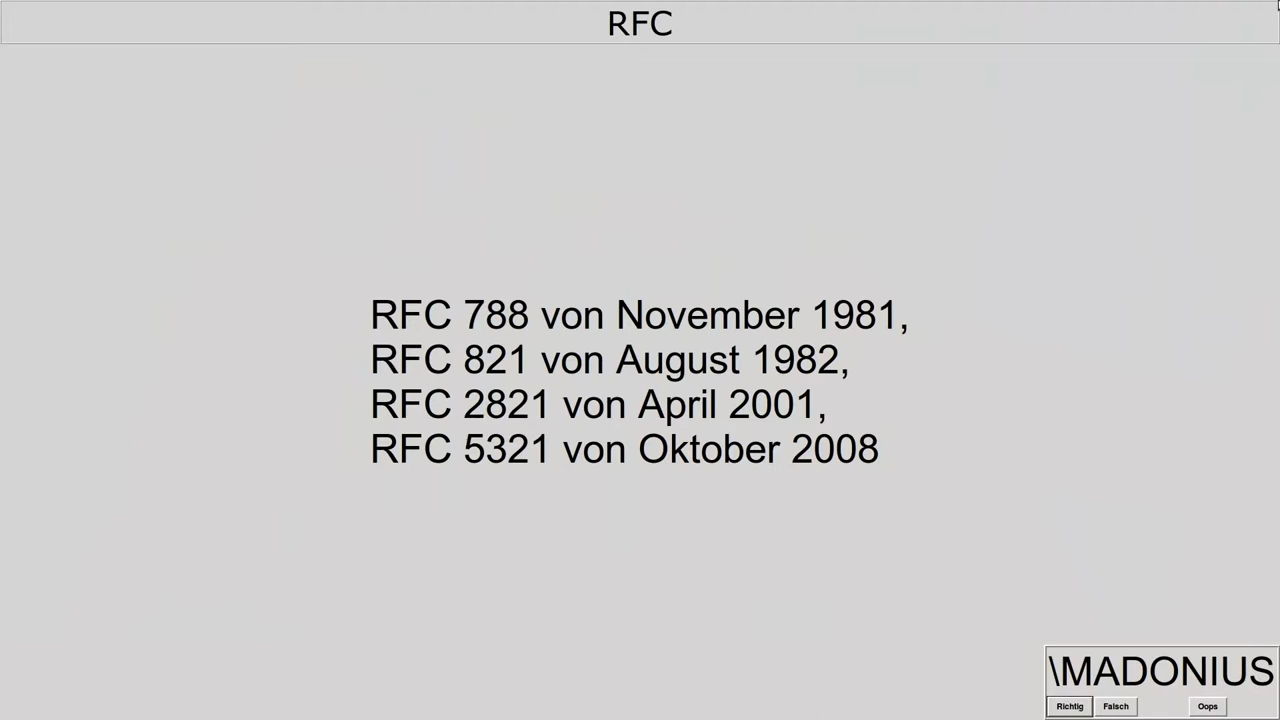 RFC
RFC 788 von November 1981,
RFC 821 von August 1982,
RFC 2821 von April 2001,
RFC 5321 von Oktober 2008
\MADONIUS
Richtig Falsch Oops